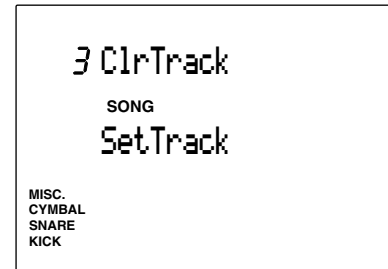 3 ClrTrack
SONG
SetTrack
MISC.
CYMBAL
SNARE
KICK